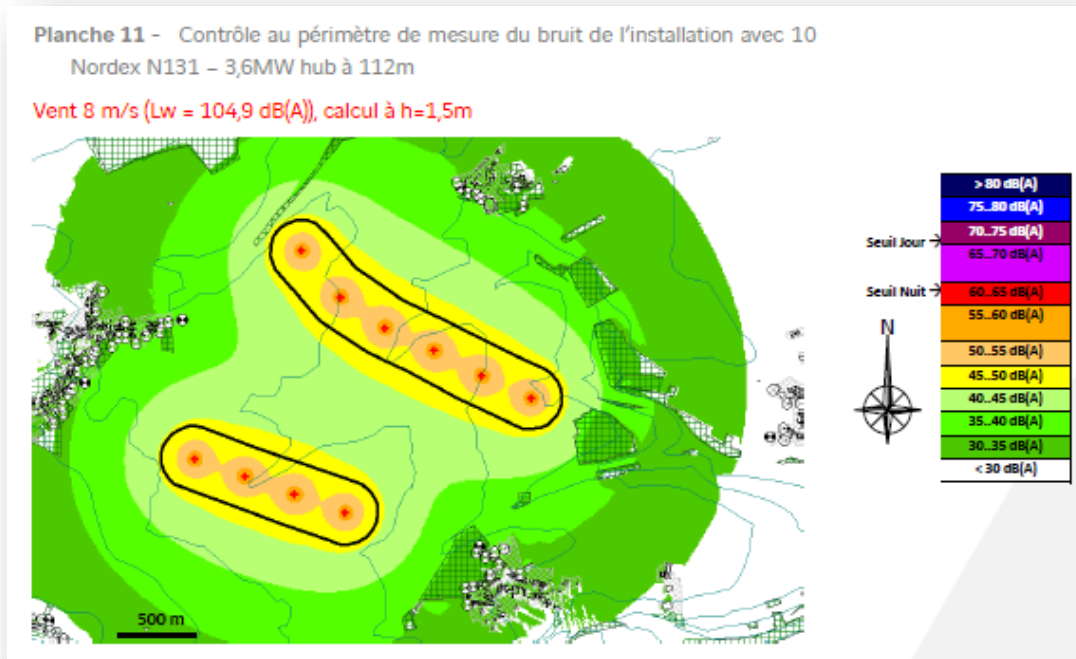 Planche 11 - Contrôle au périmètre de mesure du bruit de l'installation avec 10
Nordex N131 – 3,6MW hub à 112m
Vent 8 m/s (Lw = 104,9 dB(A)), calcul à h=1,5m
> 80 dB(A)
75..80 dB(A)
70..75 dB(A)
Seuil Jour →
65..70 dB(A)
Seuil Nuit →
60..65 dB(A)
55..60 dB(A)
N
50..55 dB(A)
45..50 dB(A)
40..45 dB(A)
35..40 dB(A)
30..35 dB(A)
< 30 dB(A)
500 m